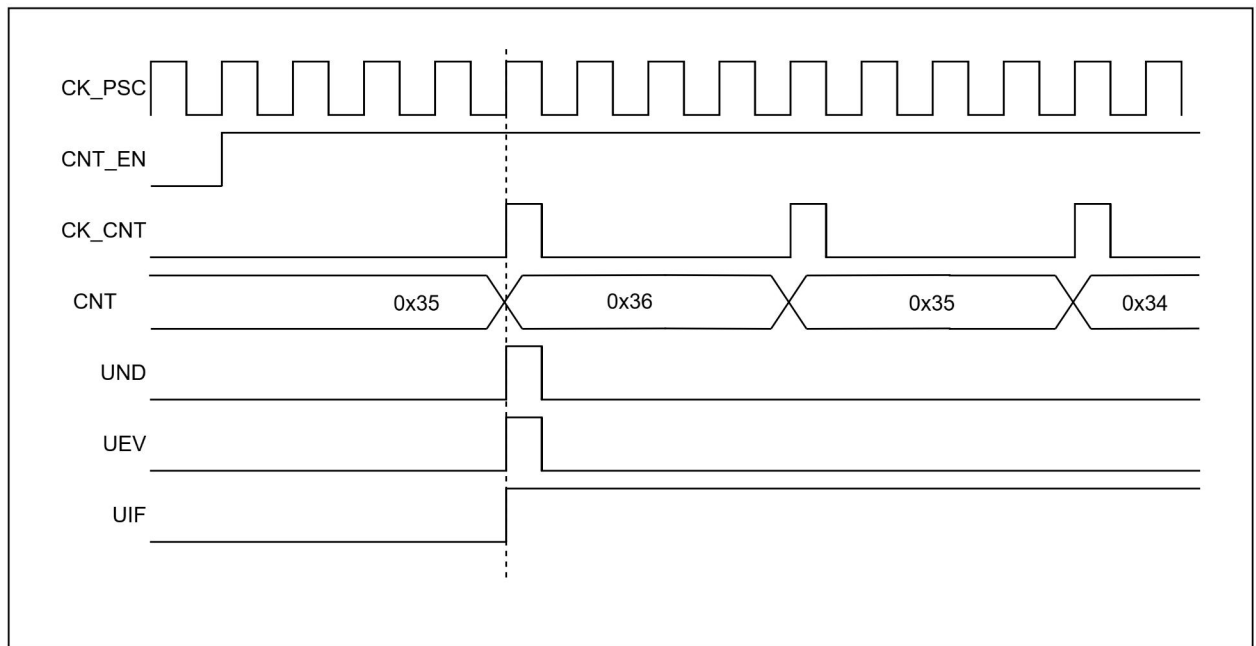 CK_PSC
CNT_EN
CK_CNT
CNT 0x35 0x36 0x35 0x34
UND
UEV
UIF